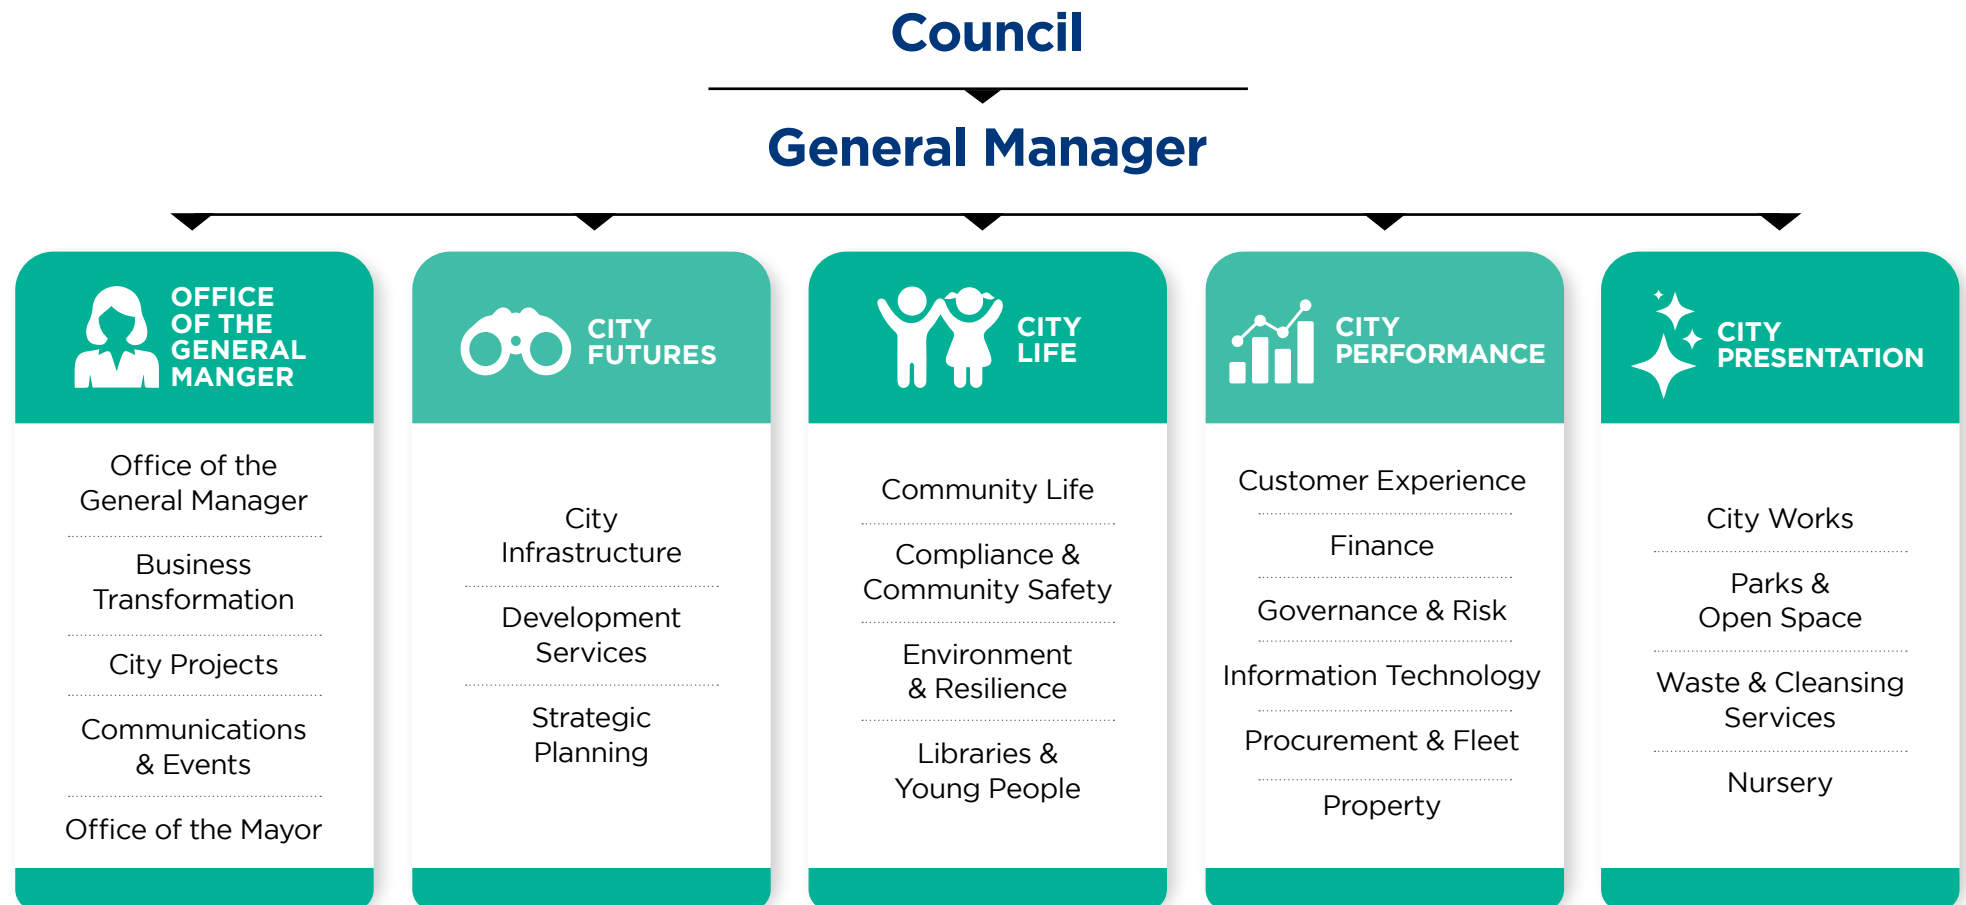 Council
General Manager
OFFICE
OF THE
GENERAL
MANGER
Office of the
General Manager
Business
Transformation
City Projects
Communications
& Events
Office of the Mayor
CITY
FUTURES
City
Infrastructure
Development
Services
Strategic
Planning
CITY
LIFE
Community Life
Compliance &
Community Safety
Environment
& Resilience
Libraries &
Young People
CITY
PERFORMANCE
Customer Experience
Finance
Governance & Risk
Information Technology
Procurement & Fleet
Property
CITY
PRESENTATION
City Works
Parks &
Open Space
Waste & Cleansing
Services
Nursery